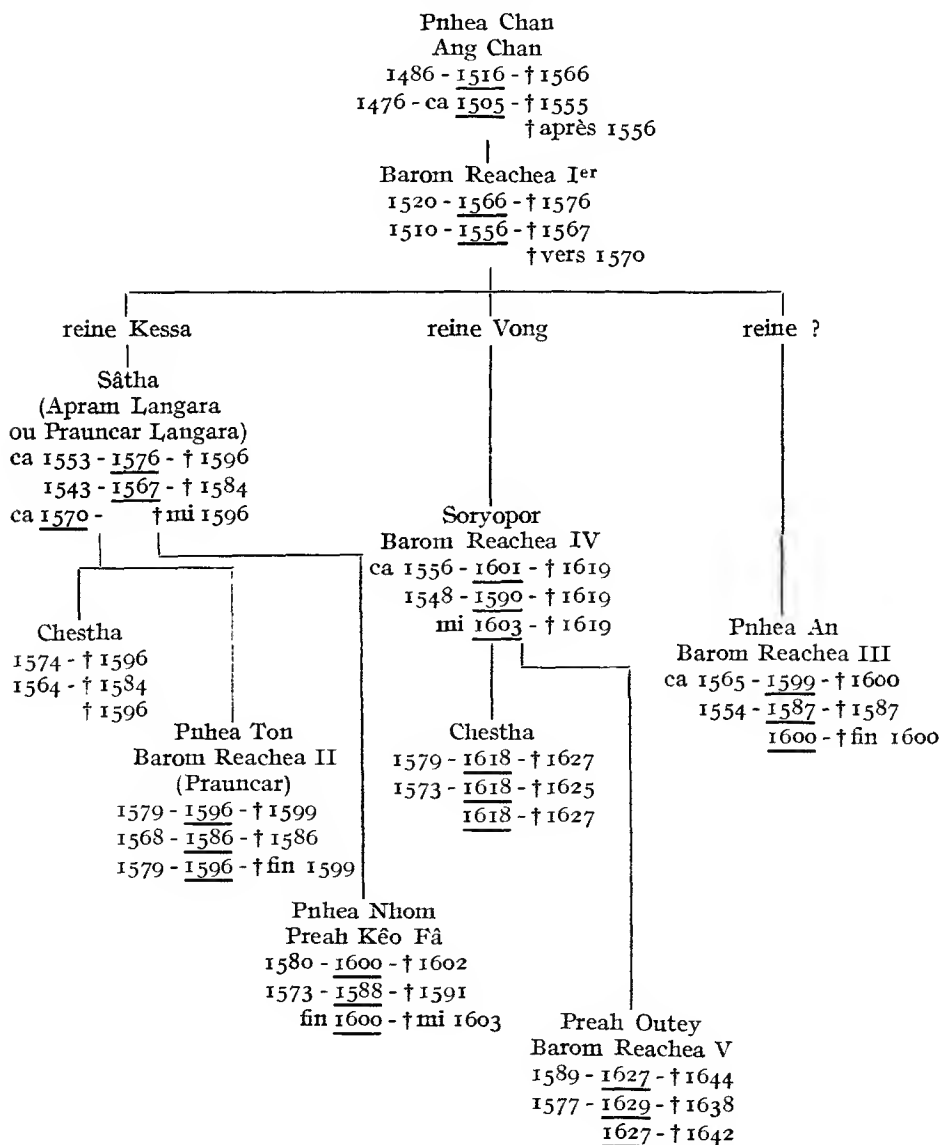 Pnhea Chan
Ang Chan
1486 - 1516 - † 1566
1476 - ca 1505 - † 1555
† après 1556
Barom Reachea Ier
1520 - 1566 - † 1576
1510 - 1556 - † 1567
† vers 1570
reine Kessa
reine Vong
reine ?
Sâtha
(Apram Langara
ou Prauncar Langara)
ca 1553 - 1576 - † 1596
1543 - 1567 - † 1584
ca 1570 - † mi 1596
Soryopor
Barom Reachea IV
ca 1556 - 1601 - † 1619
1548 - 1590 - † 1619
mi 1603 - † 1619
Pnhea An
Barom Reachea III
ca 1565 - 1599 - † 1600
1554 - 1587 - † 1587
1600 - † fin 1600
Chestha
1574 - † 1596
1564 - † 1584
† 1596
Pnhea Ton
Barom Reachea II
(Prauncar)
1579 - 1596 - † 1599
1568 - 1586 - † 1586
1579 - 1596 - † fin 1599
Chestha
1579 - 1618 - † 1627
1573 - 1618 - † 1625
1618 - † 1627
Pnhea Nhom
Preah Kêo Fâ
1580 - 1600 - † 1602
1573 - 1588 - † 1591
fin 1600 - † mi 1603
Preah Outey
Barom Reachea V
1589 - 1627 - † 1644
1577 - 1629 - † 1638
1627 - † 1642